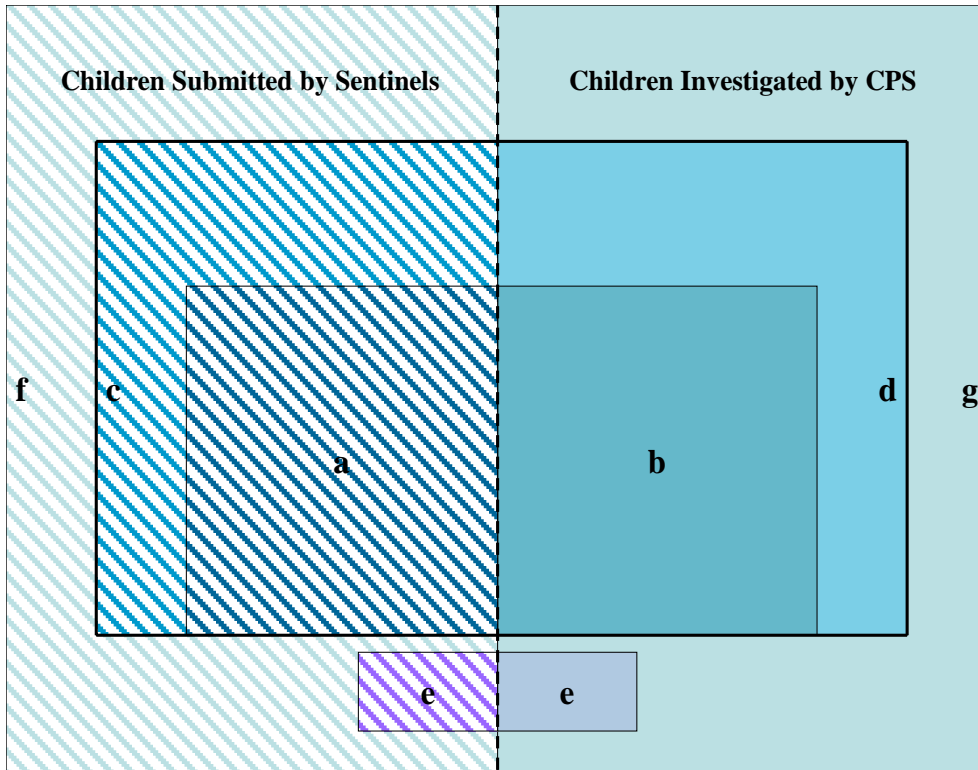 Children Submitted by Sentinels
Children Investigated by CPS
f
c
d
g
a
b
e
e